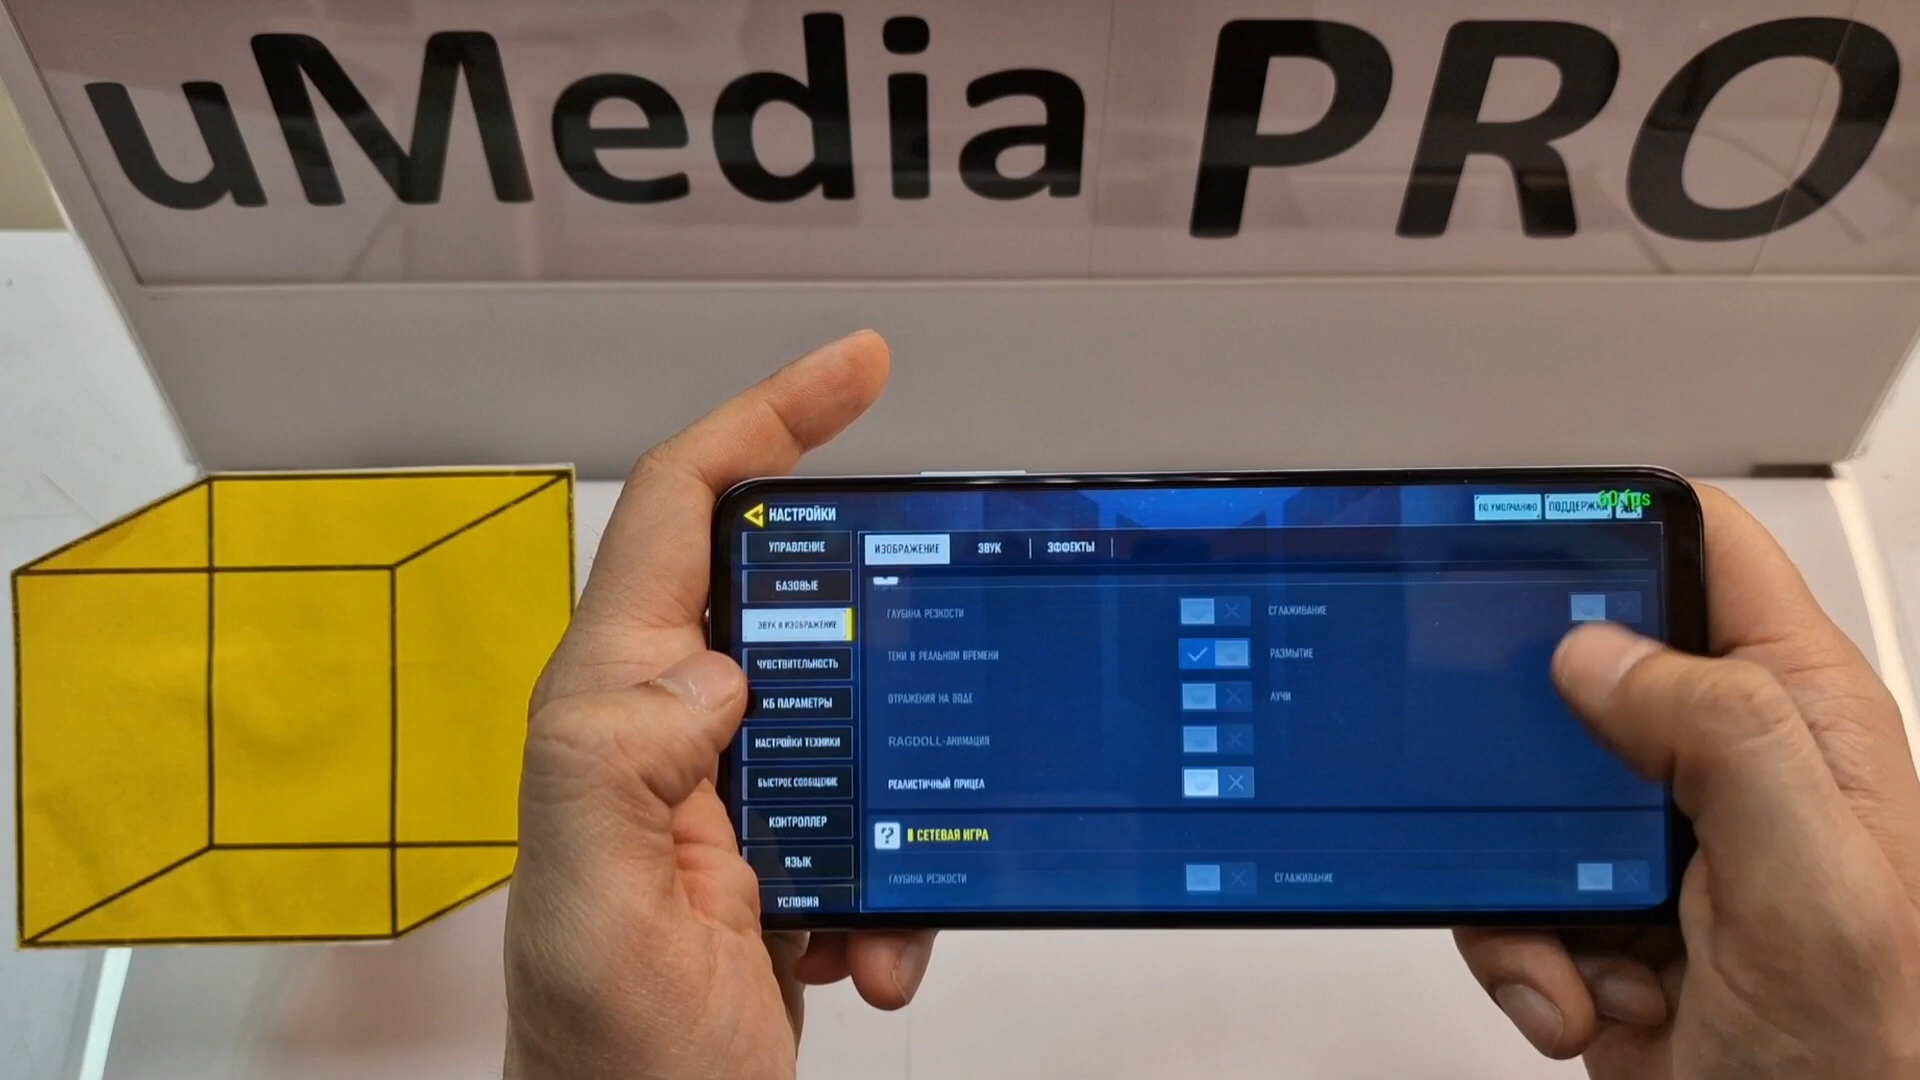 uMedia PRO
НАСТРОЙКИ
ПО УМОЛЧАНИЮ
ПОДДЕРЖКА
60 fps
УПРАВЛЕНИЕ
БАЗОВЫЕ
ЗВУК И ИЗОБРАЖЕНИЕ
ЧУВСТВИТЕЛЬНОСТЬ
КБ ПАРАМЕТРЫ
НАСТРОЙКИ ТЕХНИКИ
БЫСТРОЕ СООБЩЕНИЕ
КОНТРОЛЛЕР
ЯЗЫК
УСЛОВИЯ
ИЗОБРАЖЕНИЕ
ЗВУК
ЭФФЕКТЫ
ГЛУБИНА РЕЗКОСТИ
СГЛАЖИВАНИЕ
ТЕНИ В РЕАЛЬНОМ ВРЕМЕНИ
РАЗМЫТИЕ
ОТРАЖЕНИЯ НА ВОДЕ
ЛУЧИ
RAGDOLL-АНИМАЦИЯ
РЕАЛИСТИЧНЫЙ ПРИЦЕЛ
? СЕТЕВАЯ ИГРА
ГЛУБИНА РЕЗКОСТИ
СГЛАЖИВАНИЕ